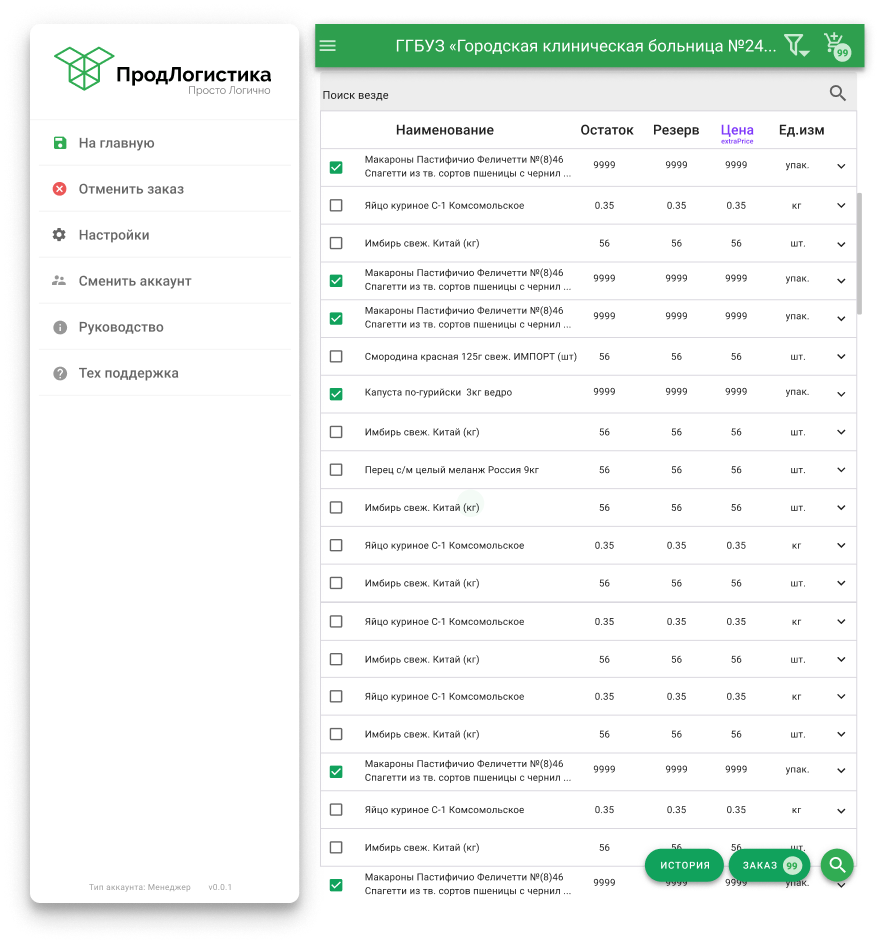 ПродЛогистика
Просто Логично
На главную
Отменить заказ
Настройки
Сменить аккаунт
Руководство
Тех поддержка
Тип аккаунта: Менеджер v0.0.1
ГГБУЗ «Городская клиническая больница №24... 99
Поиск везде
Наименование Остаток Резерв Цена Ед.изм
extraPrice
Макароны Пастифичио Феличетти №(8)46
Спагетти из тв. сортов пшеницы с чернил ... 9999 9999 9999 упак.
Яйцо куриное С-1 Комсомольское 0.35 0.35 0.35 кг
Имбирь свеж. Китай (кг) 56 56 56 шт.
Макароны Пастифичио Феличетти №(8)46
Спагетти из тв. сортов пшеницы с чернил ... 9999 9999 9999 упак.
Макароны Пастифичио Феличетти №(8)46
Спагетти из тв. сортов пшеницы с чернил ... 9999 9999 9999 упак.
Смородина красная 125г свеж. ИМПОРТ (шт) 56 56 56 шт.
Капуста по-гурийски 3кг ведро 9999 9999 9999 упак.
Имбирь свеж. Китай (кг) 56 56 56 шт.
Перец с/м целый меланж Россия 9кг 56 56 56 шт.
Имбирь свеж. Китай (кг) 56 56 56 шт.
Яйцо куриное С-1 Комсомольское 0.35 0.35 0.35 кг
Имбирь свеж. Китай (кг) 56 56 56 шт.
Яйцо куриное С-1 Комсомольское 0.35 0.35 0.35 кг
Имбирь свеж. Китай (кг) 56 56 56 шт.
Яйцо куриное С-1 Комсомольское 0.35 0.35 0.35 кг
Имбирь свеж. Китай (кг) 56 56 56 шт.
Макароны Пастифичио Феличетти №(8)46
Спагетти из тв. сортов пшеницы с чернил ... 9999 9999 9999 упак.
Яйцо куриное С-1 Комсомольское 0.35 0.35 0.35 кг
Имбирь свеж. Китай (кг) 56 56 56 шт.
ИСТОРИЯ ЗАКАЗ 99
Макароны Пастифичио Феличетти №(8)46
Спагетти из тв. сортов пшеницы с чернил ... 9999 9999 9999 упак.